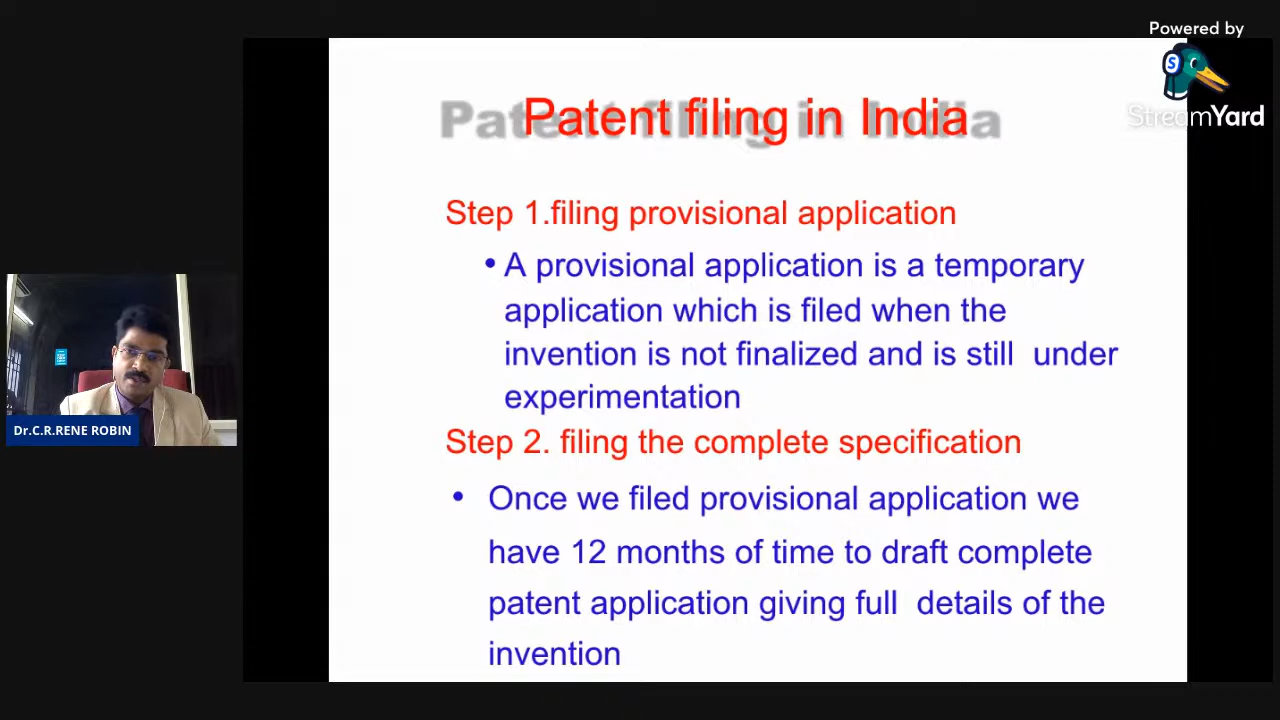 Powered by
StreamYard
Patent filing in India
Step 1.filing provisional application
• A provisional application is a temporary
application which is filed when the
invention is not finalized and is still under
experimentation
Step 2. filing the complete specification
• Once we filed provisional application we
have 12 months of time to draft complete
patent application giving full details of the
invention
Dr.C.R.RENE ROBIN